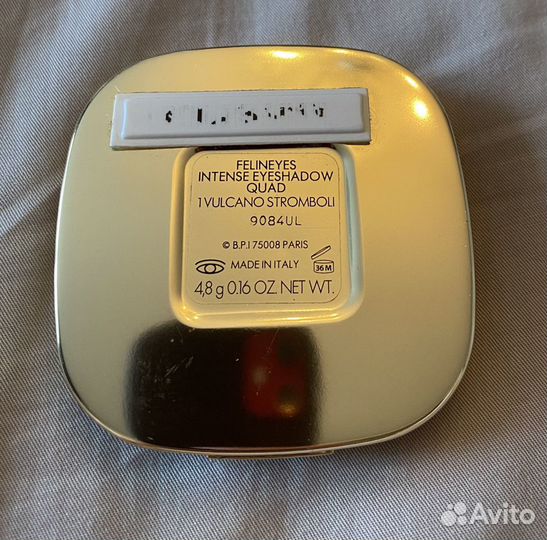 FELINEYES
INTENSE EYESHADOW
QUAD
1 VULCANO STROMBOLI
9084UL
© B.P.I 75008 PARIS
MADE IN ITALY
36 M
4,8 g 0.16 OZ. NET WT.
Avito